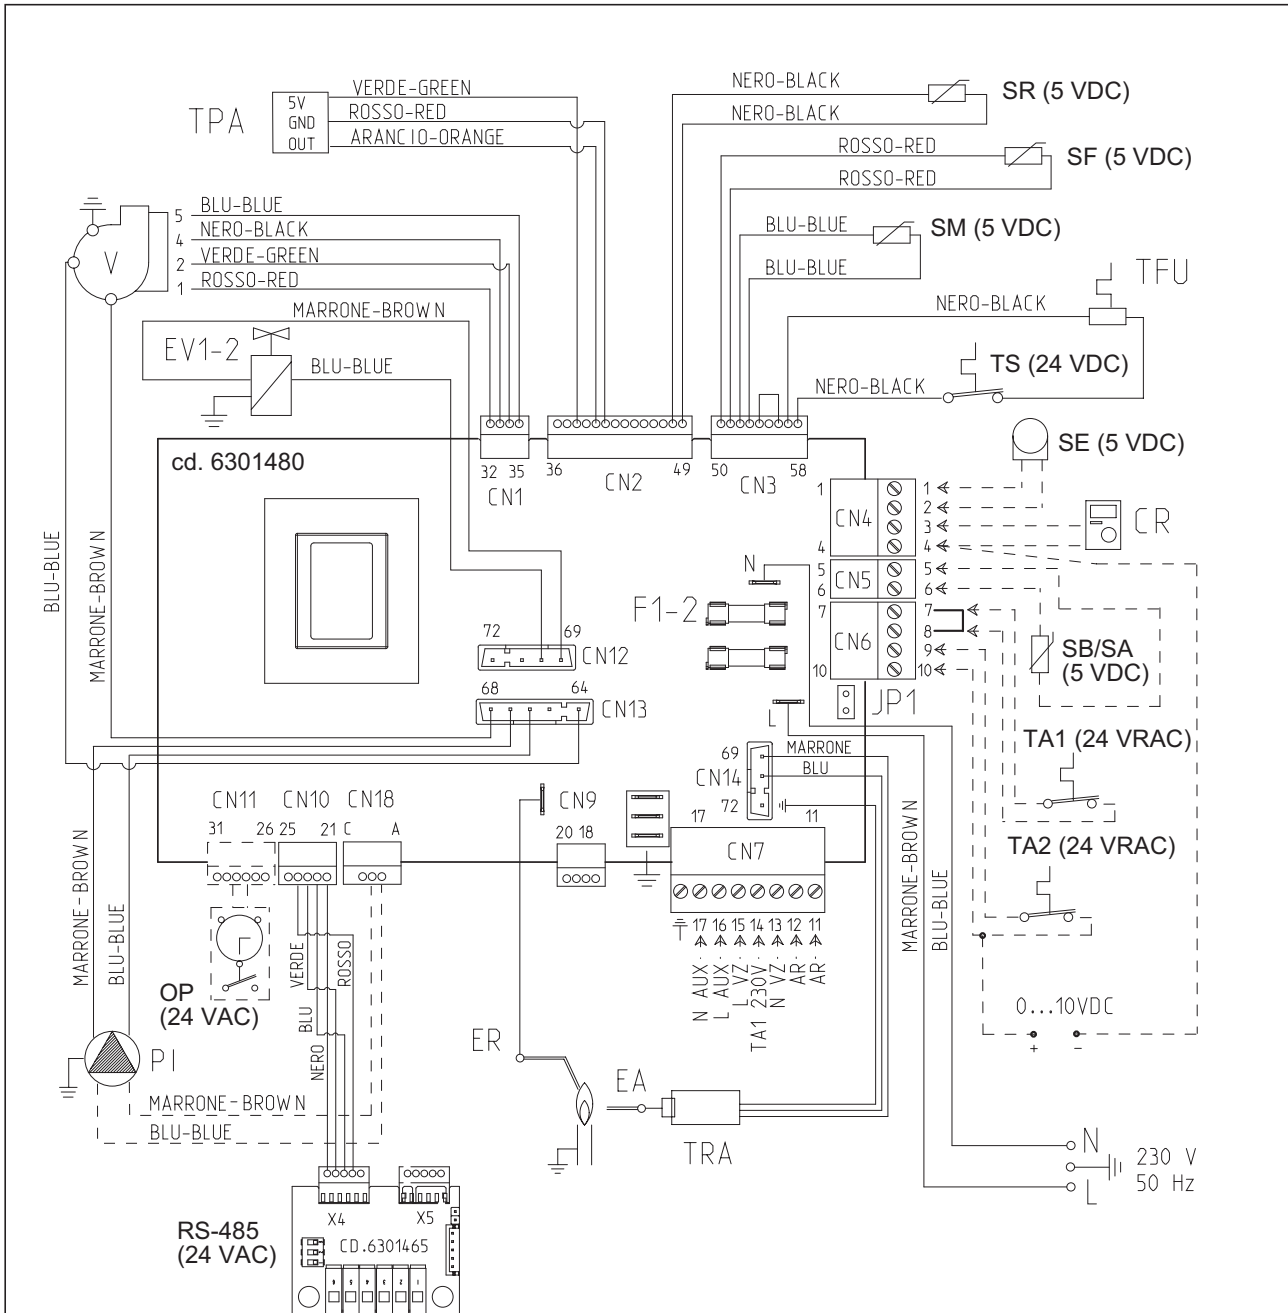 VERDE-GREEN
ROSSO-RED
ARANCIO-ORANGE
TPA
5V
GND
OUT
NERO-BLACK
NERO-BLACK
SR (5 VDC)
ROSSO-RED
ROSSO-RED
SF (5 VDC)
BLU-BLUE
BLU-BLUE
SM (5 VDC)
TFU
NERO-BLACK
TS (24 VDC)
NERO-BLACK
V
5
4
2
1
BLU-BLUE
NERO-BLACK
VERDE-GREEN
ROSSO-RED
MARRONE-BROWN
EV1-2
BLU-BLUE
SE (5 VDC)
cd. 6301480
32 35
CN1
36 49
CN2
50 58
CN3
1
4
CN4
1
2
3
4
CR
5
6
CN5
5
6
7
10
CN6
7
8
9
10
N
F1-2
L
JP1
SB/SA
(5 VDC)
TA1 (24 VRAC)
TA2 (24 VRAC)
BLU-BLUE
MARRONE-BROWN
72 69
CN12
68 64
CN13
69
CN14
72
MARRONE
BLU
CN11
31 26
CN10
25 21
CN18
C A
CN9
20 18
17 11
CN7
17 16 15 14 13 12 11
N AUX.
L AUX.
L VZ.
TA1 230V.
N VZ.
AR.
AR.
MARRONE-BROWN
BLU-BLUE
MARRONE-BROWN
BLU-BLUE
OP
(24 VAC)
VERDE
BLU
NERO
ROSSO
0...10VDC
+ -
PI
ER
EA
TRA
MARRONE-BROWN
BLU-BLUE
N
L
230 V
50 Hz
RS-485
(24 VAC)
X4
X5
CD.6301465
6 5 4 3 2 1